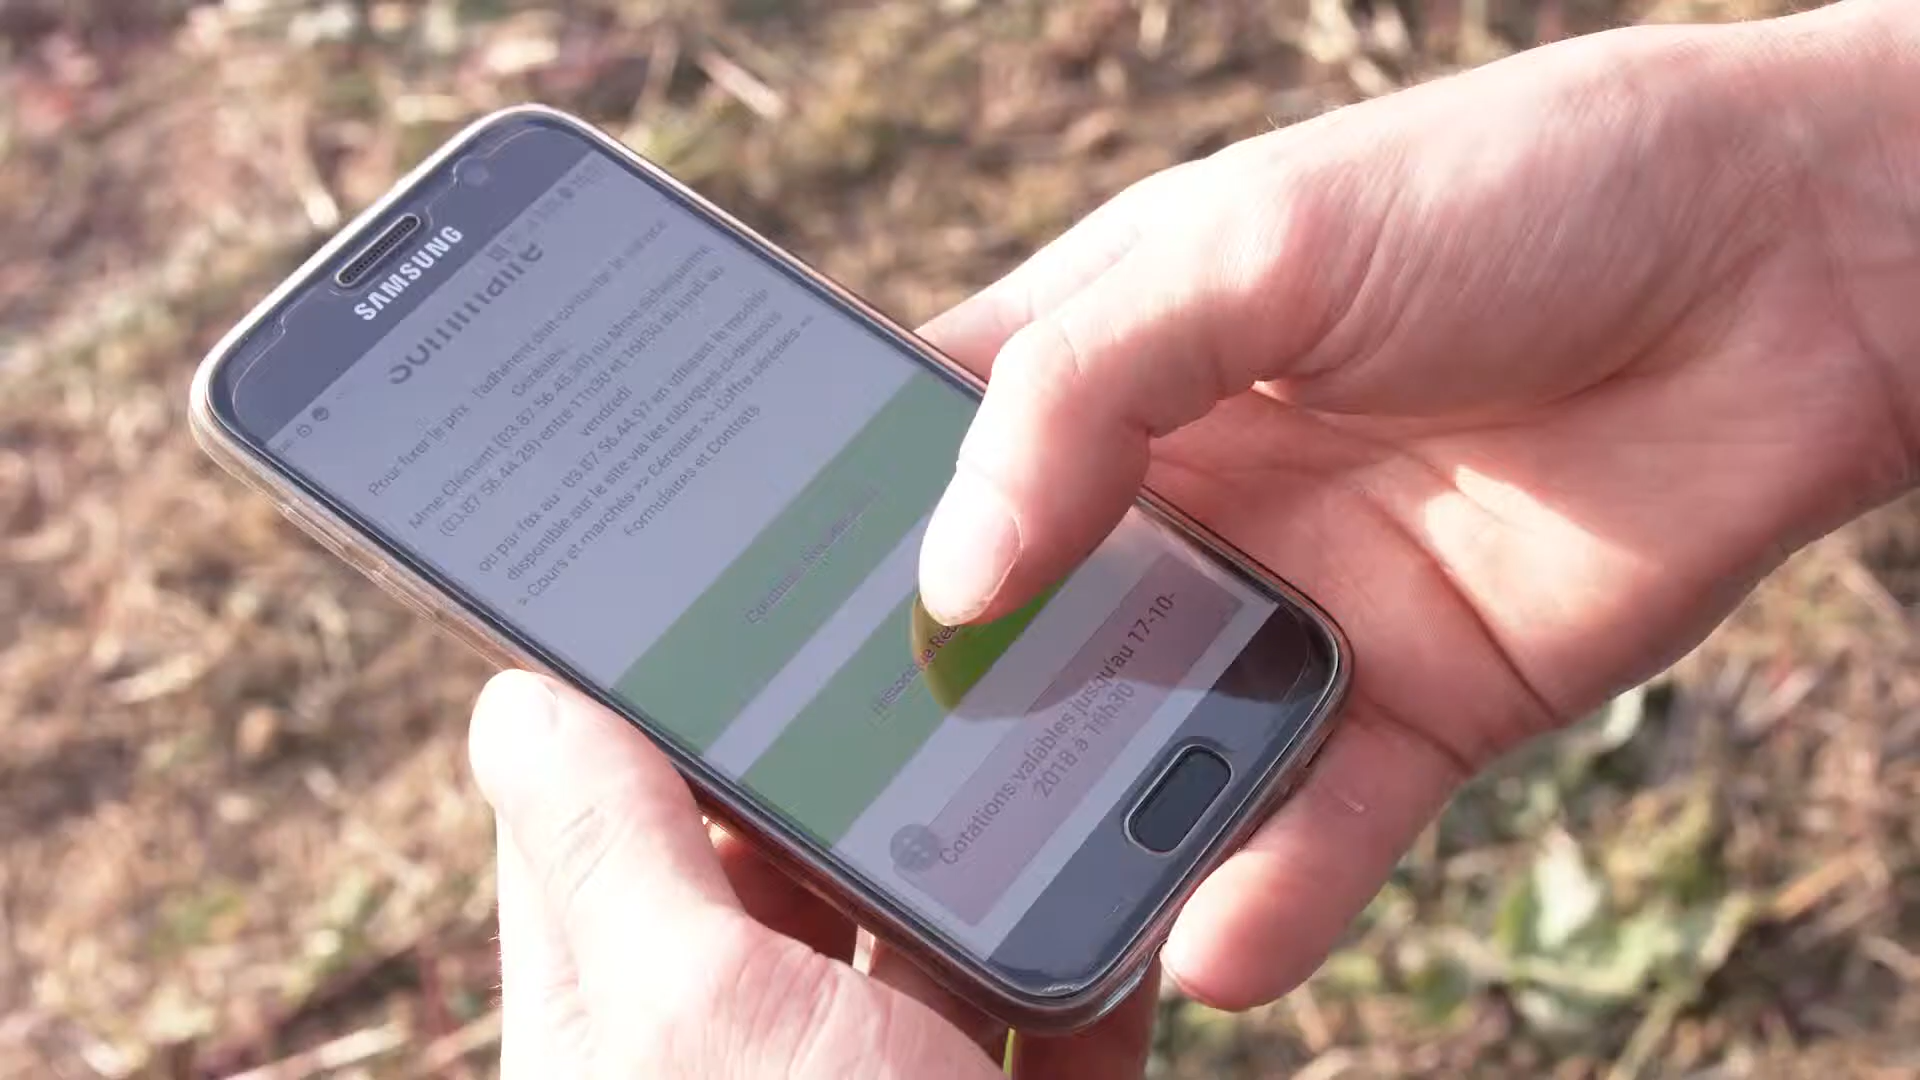 SAMSUNG
Pour fixer le prix l'adhérent doit contacter le service
Céréales,
Mme Clément (03.87.56.45.30) ou Mme
(03.87.56.44.29) entre 11h30 et 16h30 du lundi au
vendredi
ou par fax au 03.87.56.44.97 en utilisant le modèle
disponible sur le site via les rubriques ci-dessous
> Cours et marchés >> Céréales >> L'offre céréales >>
Formulaires et Contrats
Cotations valables jusqu'au 17-10-
2018 à 16h30